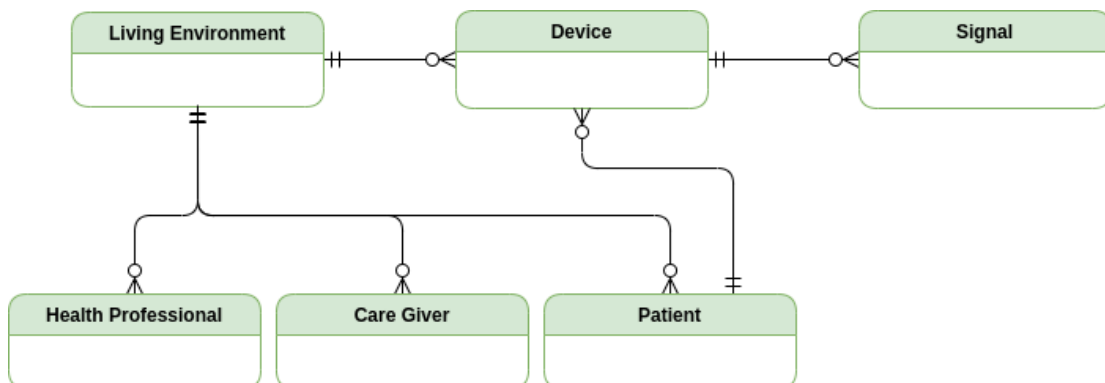 Living Environment
Device
Signal
Health Professional
Care Giver
Patient